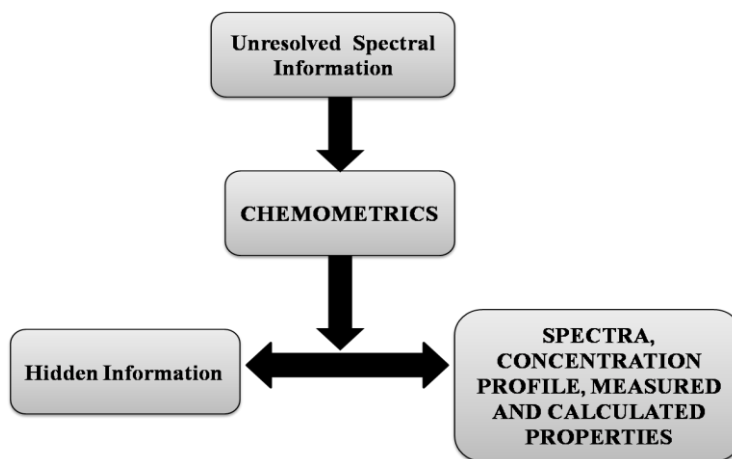 Unresolved Spectral
Information
CHEMOMETRICS
Hidden Information
SPECTRA,
CONCENTRATION
PROFILE, MEASURED
AND CALCULATED
PROPERTIES